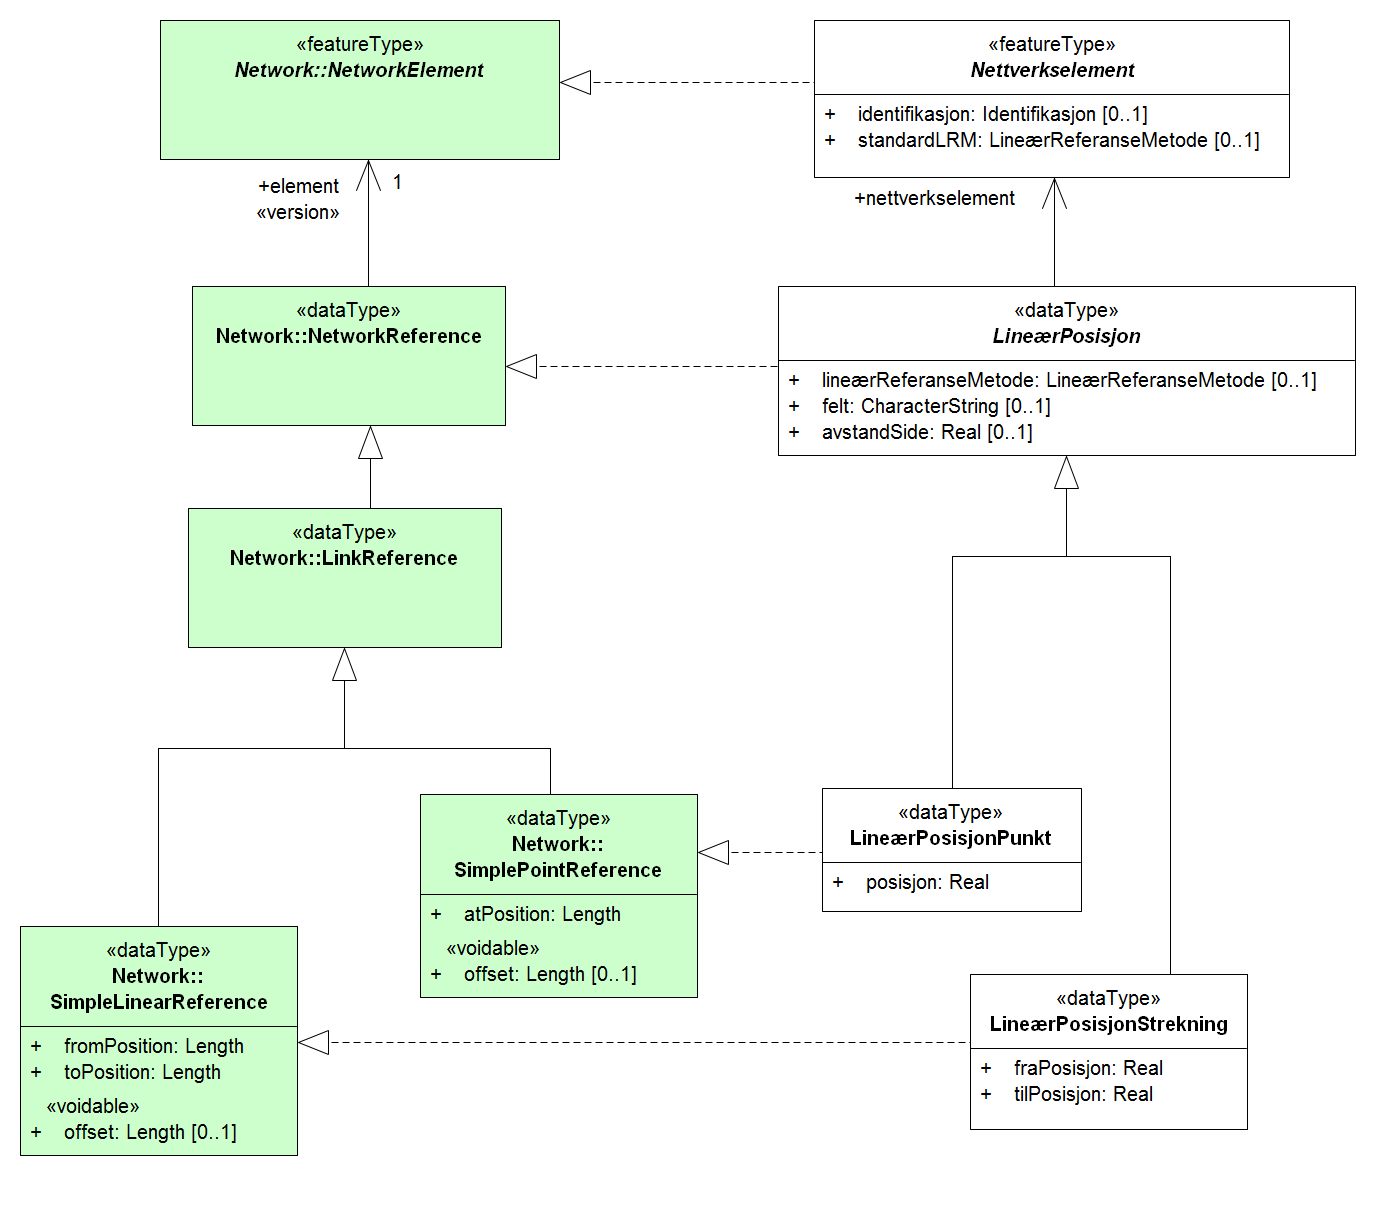 «featureType»
Network::NetworkElement
«featureType»
Nettverkselement
+ identifikasjon: Identifikasjon [0..1]
+ standardLRM: LineærReferanseMetode [0..1]
+element
1
«version»
+nettverkselement
«dataType»
Network::NetworkReference
«dataType»
LineærPosisjon
+ lineærReferanseMetode: LineærReferanseMetode [0..1]
+ felt: CharacterString [0..1]
+ avstandSide: Real [0..1]
«dataType»
Network::LinkReference
«dataType»
Network::
SimplePointReference
+ atPosition: Length
«voidable»
+ offset: Length [0..1]
«dataType»
LineærPosisjonPunkt
+ posisjon: Real
«dataType»
Network::
SimpleLinearReference
+ fromPosition: Length
+ toPosition: Length
«voidable»
+ offset: Length [0..1]
«dataType»
LineærPosisjonStrekning
+ fraPosisjon: Real
+ tilPosisjon: Real